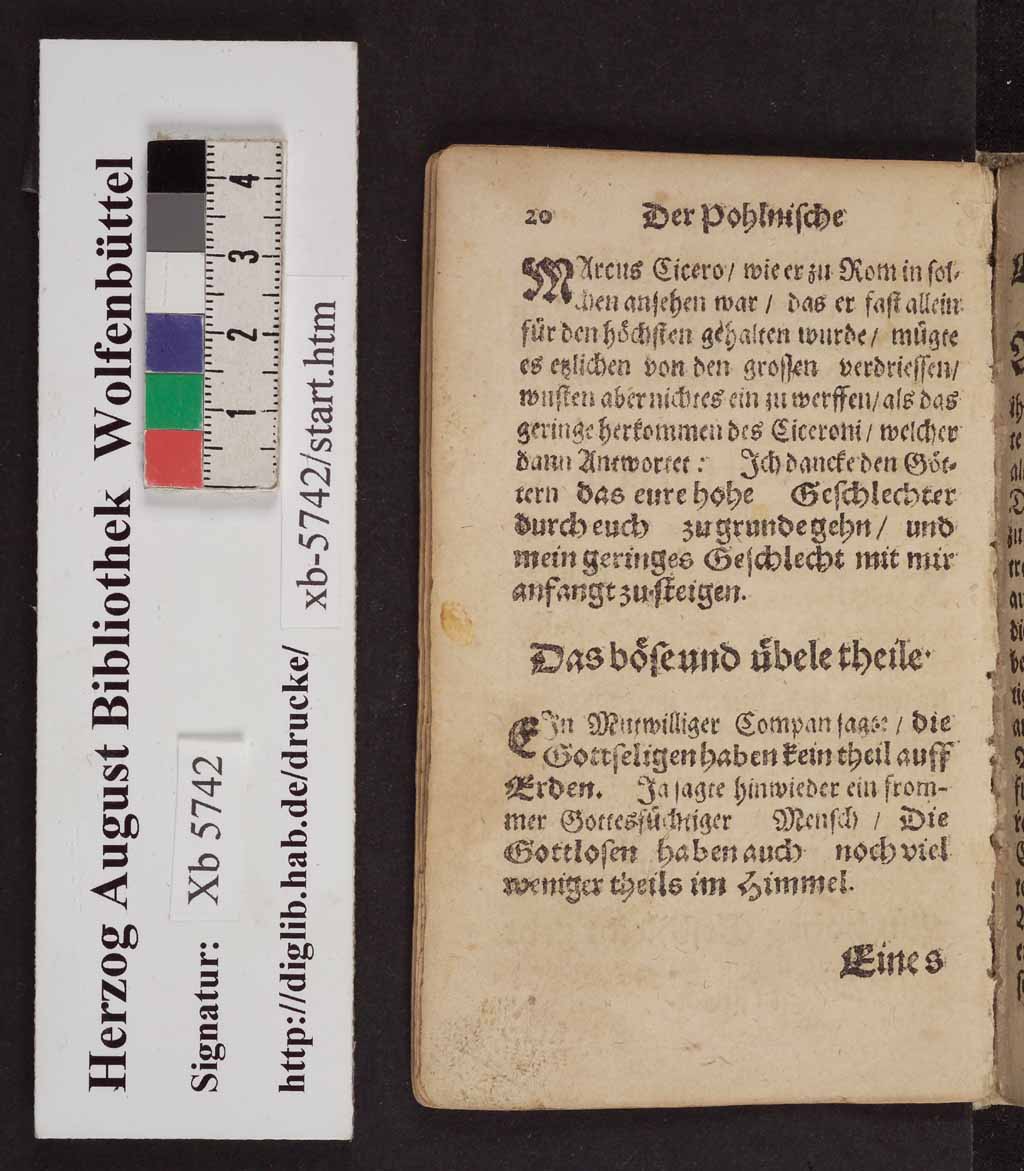 Herzog August Bibliothek Wolfenbüttel
Signatur: Xb 5742
http://diglib.hab.de/drucke/ xb-5742/start.htm
1 2 3 4
20 Der Pohlnische
MArcus Cicero / wie er zu Rom in sol-
chen ansehen war / das er fast allein
für den höchsten gehalten wurde / mügte
es etzlichen von den grossen verdriessen/
wusten aber nichtes ein zu werffen/als das
geringe herkommen des Ciceroni / welcher
dann Antwortet: Ich dancke den Göt-
tern das eure hohe Geschlechter
durch euch zu grunde gehn / und
mein geringes Geschlecht mit mir
anfangt zu steigen.
Das böse und übele theile.
EIn Mutwilliger Compan sagte / die
Gottseligen haben kein theil auff
Erden. Ja sagte hinwieder ein from-
mer Gottesfüchtiger Mensch / Die
Gottlosen haben auch noch viel
weniger theils im Himmel.
Eines